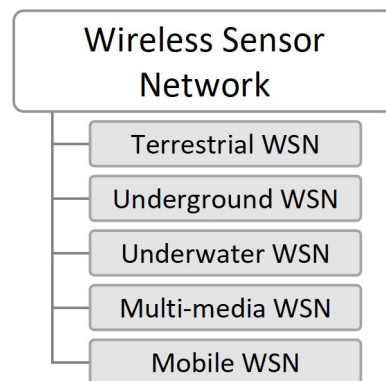 Wireless Sensor
Network
Terrestrial WSN
Underground WSN
Underwater WSN
Multi-media WSN
Mobile WSN